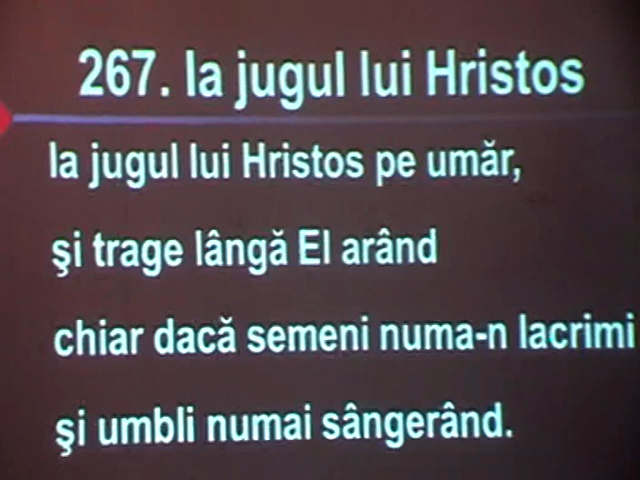 267. Ia jugul lui Hristos
Ia jugul lui Hristos pe umăr,
şi trage lângă El arând
chiar dacă semeni numa-n lacrimi
şi umbli numai sângerând.